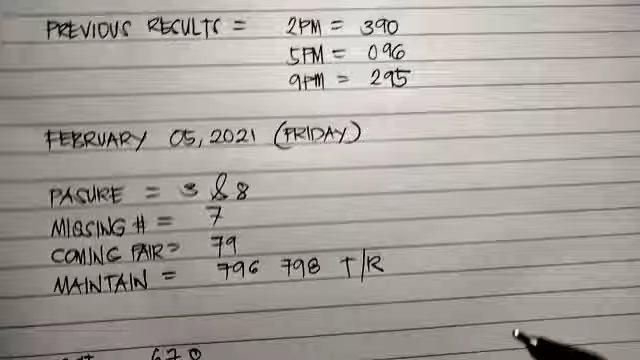 PREVIOUS RESULTS = 2PM = 390
5PM = 096
9PM = 295
FEBRUARY 05, 2021 (FRIDAY)
PASURE = 3 & 8
MISSING # = 7
COMING PAIR = 79
MAINTAIN = 796 798 T/R
670